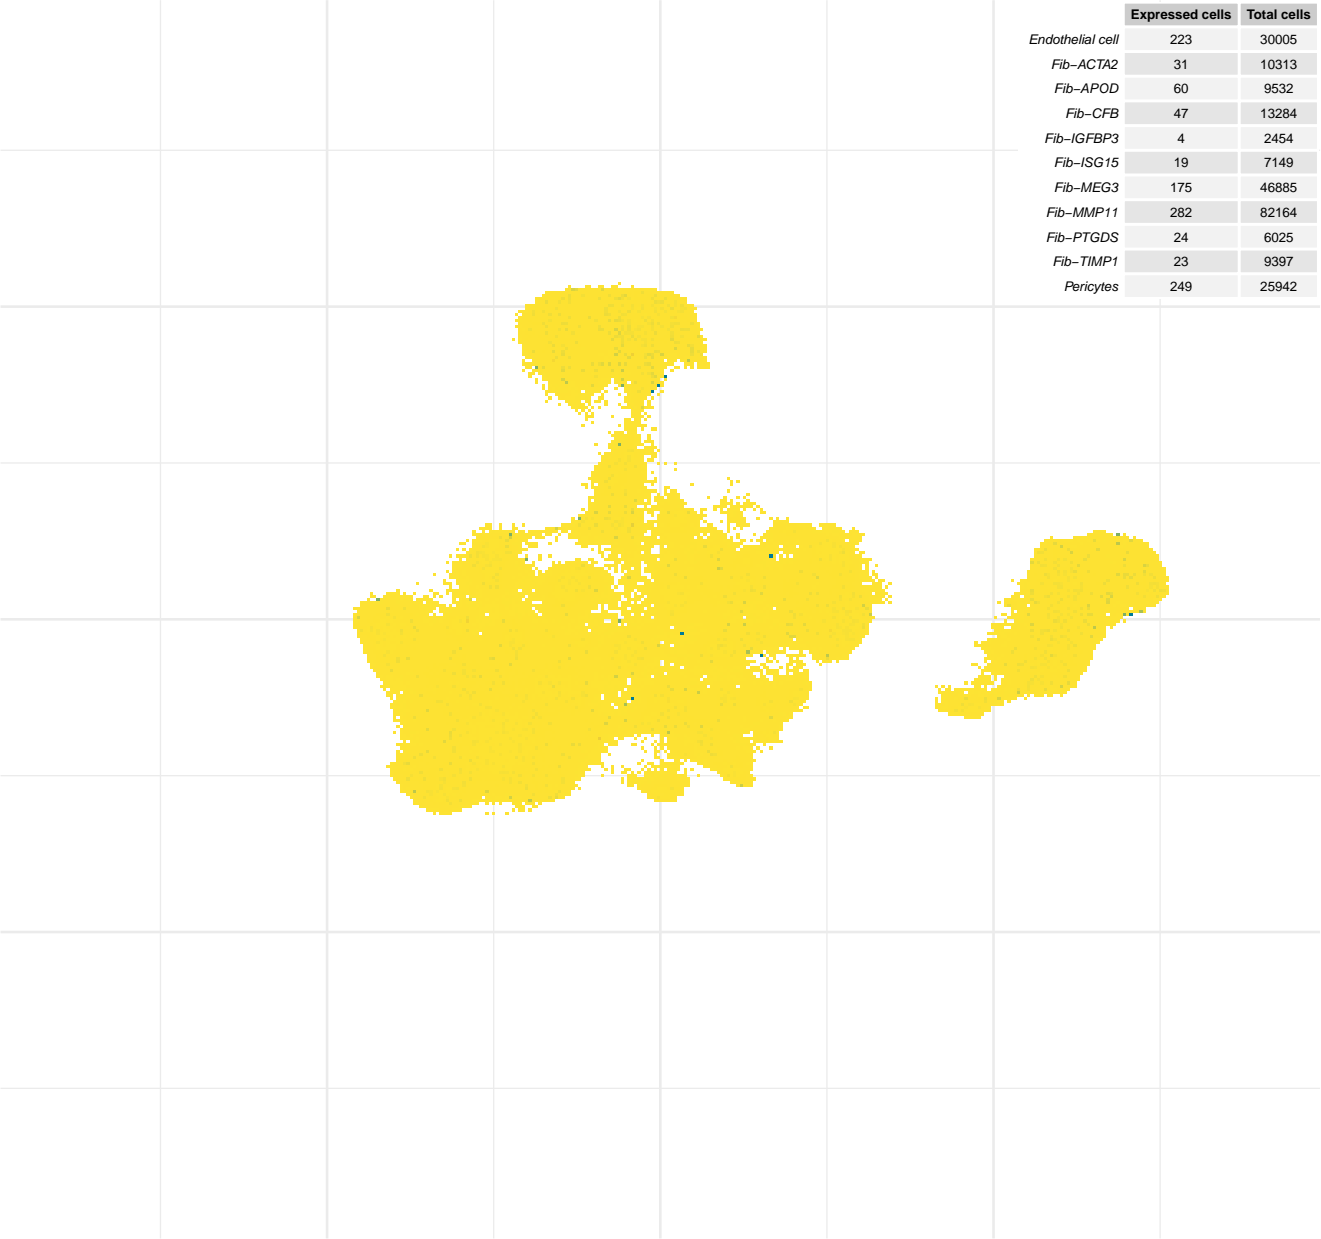 Expressed cells Total cells
Endothelial cell 223 30005
Fib−ACTA2 31 10313
Fib−APOD 60 9532
Fib−CFB 47 13284
Fib−IGFBP3 4 2454
Fib−ISG15 19 7149
Fib−MEG3 175 46885
Fib−MMP11 282 82164
Fib−PTGDS 24 6025
Fib−TIMP1 23 9397
Pericytes 249 25942